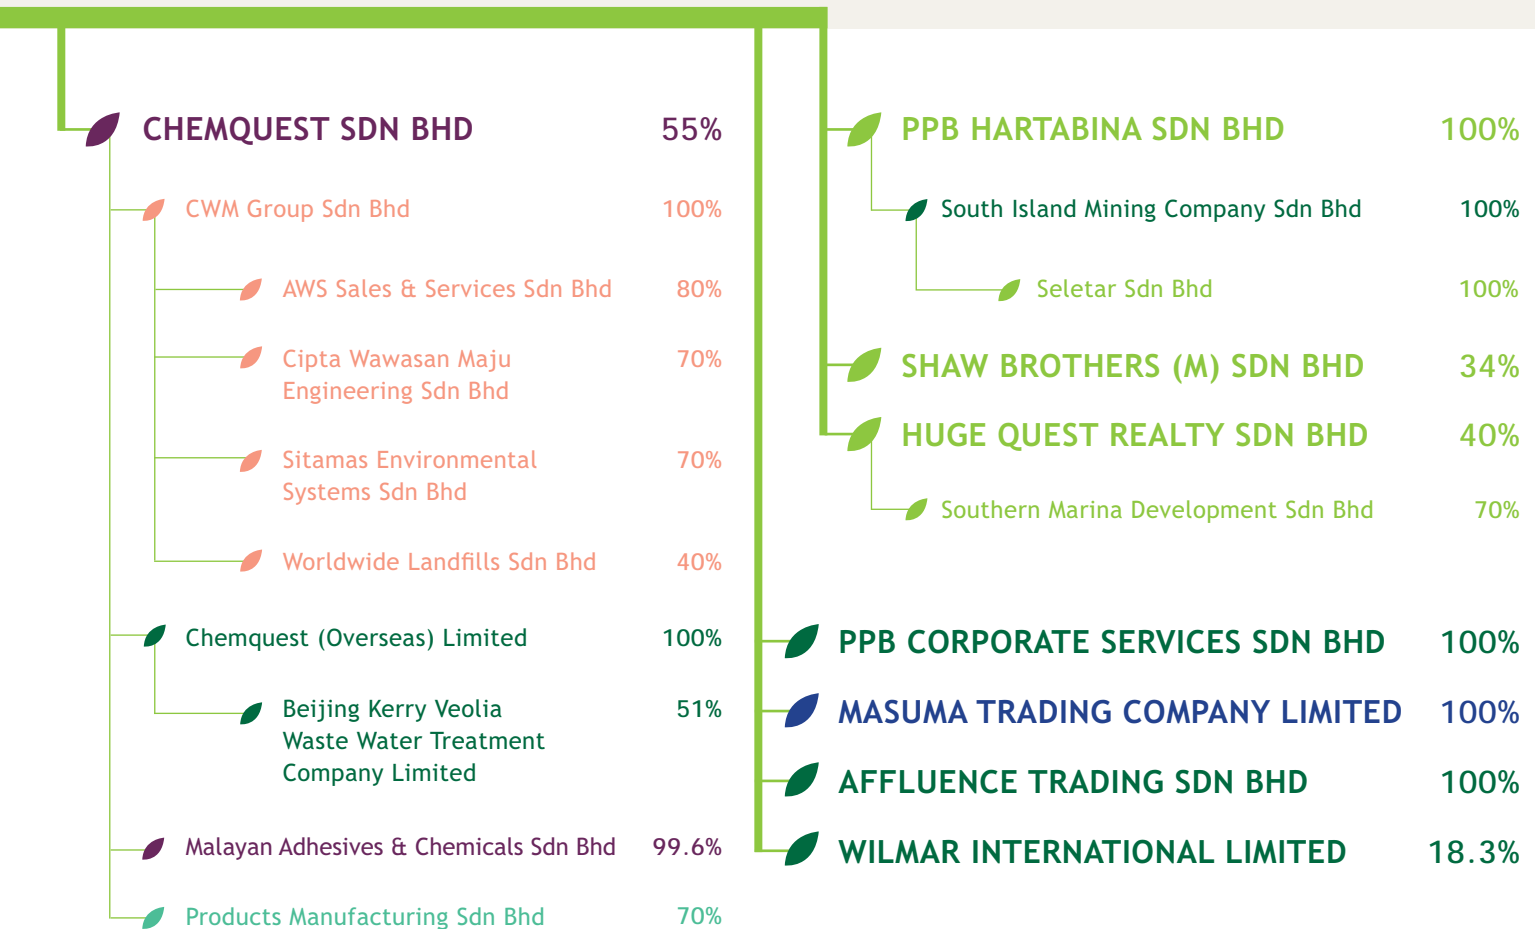 CHEMQUEST SDN BHD 55%
CWM Group Sdn Bhd 100%
AWS Sales & Services Sdn Bhd 80%
Cipta Wawasan Maju 70%
Engineering Sdn Bhd
Sitamas Environmental 70%
Systems Sdn Bhd
Worldwide Landfills Sdn Bhd 40%
Chemquest (Overseas) Limited 100%
Beijing Kerry Veolia 51%
Waste Water Treatment
Company Limited
Malayan Adhesives & Chemicals Sdn Bhd 99.6%
Products Manufacturing Sdn Bhd 70%
PPB HARTABINA SDN BHD 100%
South Island Mining Company Sdn Bhd 100%
Seletar Sdn Bhd 100%
SHAW BROTHERS (M) SDN BHD 34%
HUGE QUEST REALTY SDN BHD 40%
Southern Marina Development Sdn Bhd 70%
PPB CORPORATE SERVICES SDN BHD 100%
MASUMA TRADING COMPANY LIMITED 100%
AFFLUENCE TRADING SDN BHD 100%
WILMAR INTERNATIONAL LIMITED 18.3%